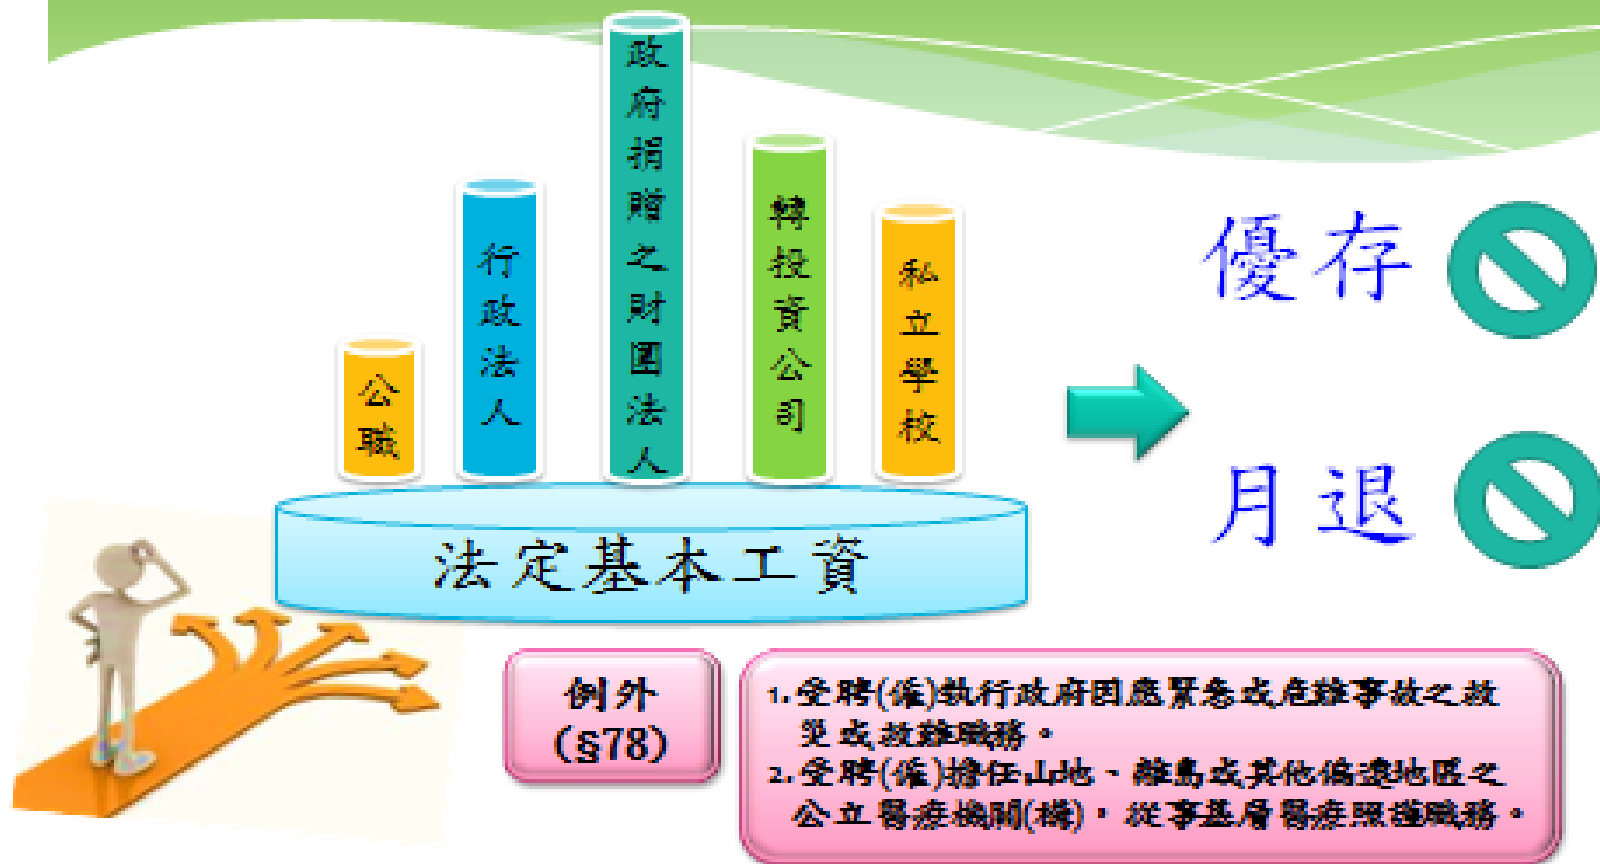 公職
行政法人
政府捐贈之財團法人
轉投資公司
私立學校
法定基本工資
優存
月退
例外
(§78)
1.受聘(僱)執行政府因應緊急或危難事故之救
災或救難職務。
2.受聘(僱)擔任山地、離島或其他偏遠地區之
公立醫療機關(構),從事基層醫療照護職務。